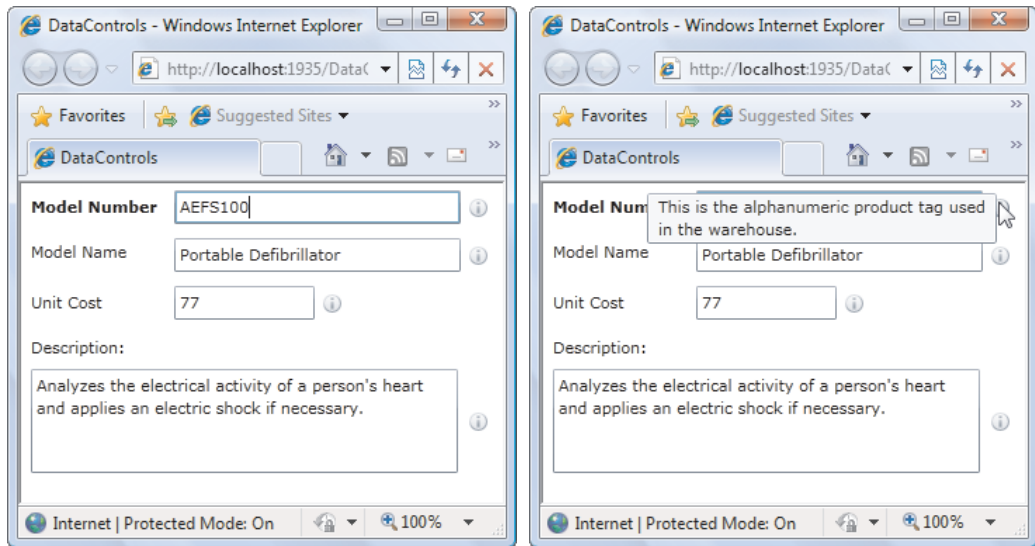 DataControls - Windows Internet Explorer
http://localhost:1935/Data
Favorites
Suggested Sites
DataControls
Model Number
AEFS100
Model Name
Portable Defibrillator
Unit Cost
77
Description:
Analyzes the electrical activity of a person's heart
and applies an electric shock if necessary.
Internet | Protected Mode: On
100%
DataControls - Windows Internet Explorer
http://localhost:1935/Data
Favorites
Suggested Sites
DataControls
Model Num
This is the alphanumeric product tag used
in the warehouse.
Model Name
Portable Defibrillator
Unit Cost
77
Description:
Analyzes the electrical activity of a person's heart
and applies an electric shock if necessary.
Internet | Protected Mode: On
100%